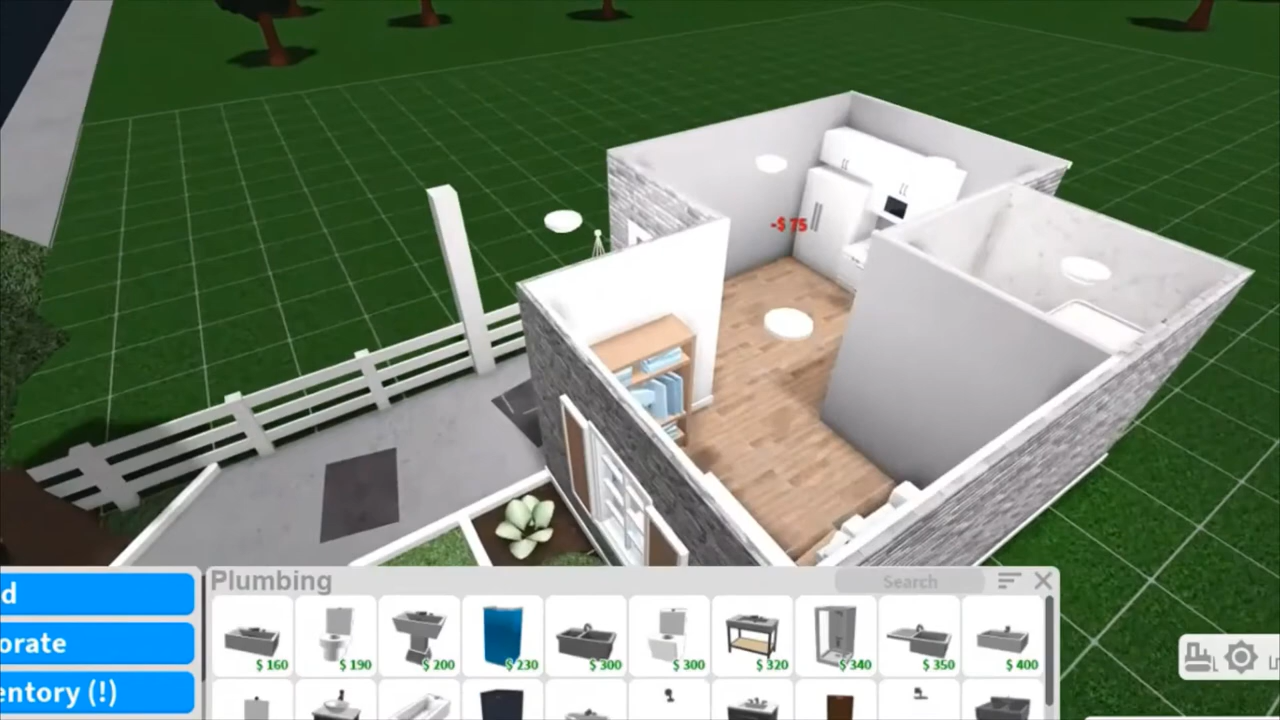 -$ 75
Plumbing
Search
d
orate
entory (!)
$ 160
$ 190
$ 200
$ 230
$ 300
$ 300
$ 320
$ 340
$ 350
$ 400